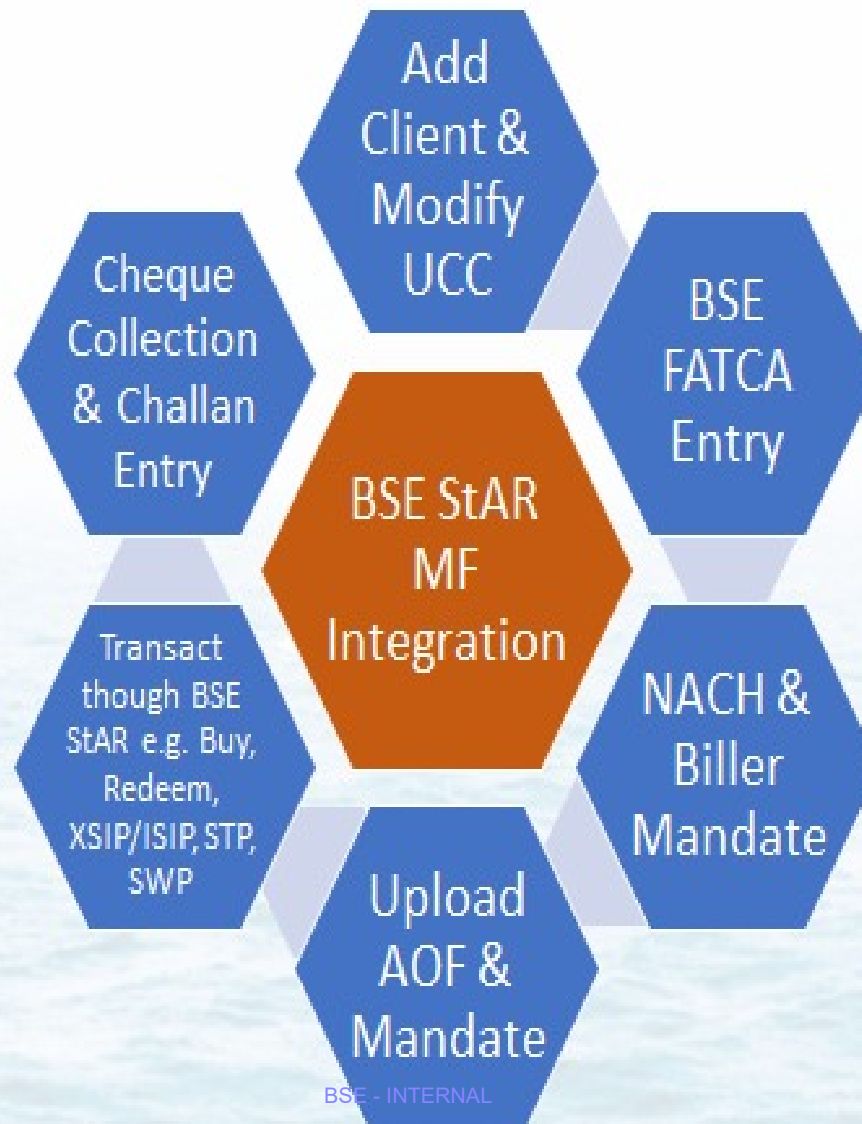 Add
Client &
Modify
UCC
BSE
FATCA
Entry
NACH &
Biller
Mandate
Upload
AOF &
Mandate
Transact
though BSE
StAR e.g. Buy,
Redeem,
XSIP/ISIP, STP,
SWP
Cheque
Collection
& Challan
Entry
BSE StAR
MF
Integration
BSE - INTERNAL